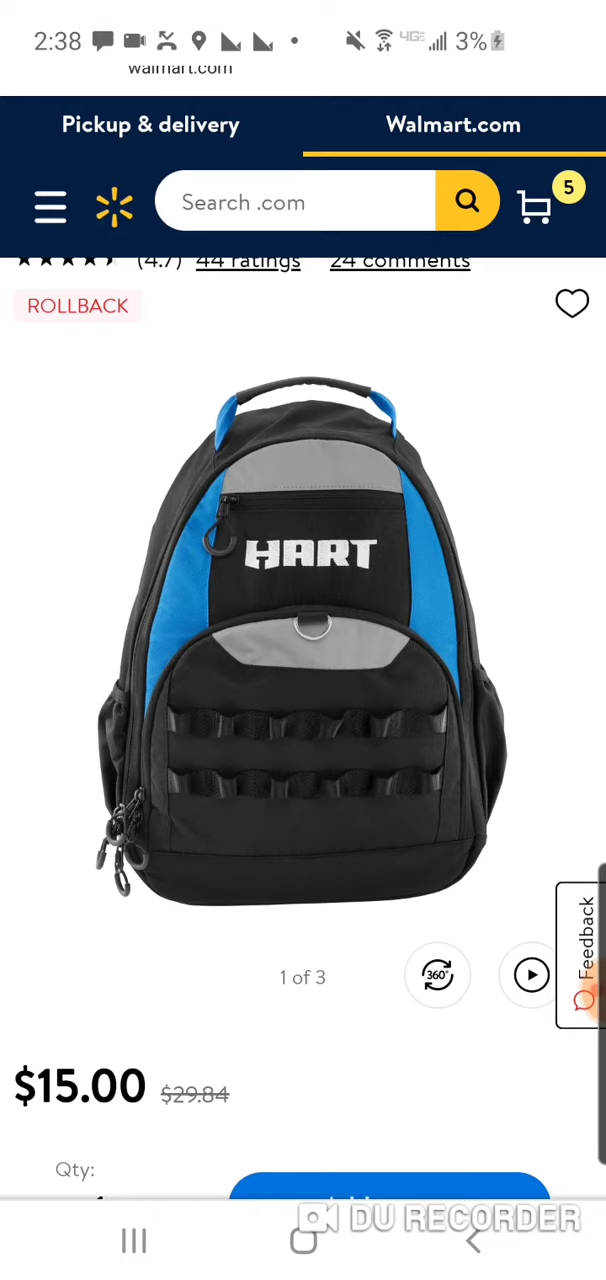 2:38 4GE 3%
walmart.com
Pickup & delivery Walmart.com
Search .com 5
(4.7) 44 ratings 24 comments
ROLLBACK
HART
Feedback
1 of 3 360°
$15.00 $29.84
Qty:
DU RECORDER